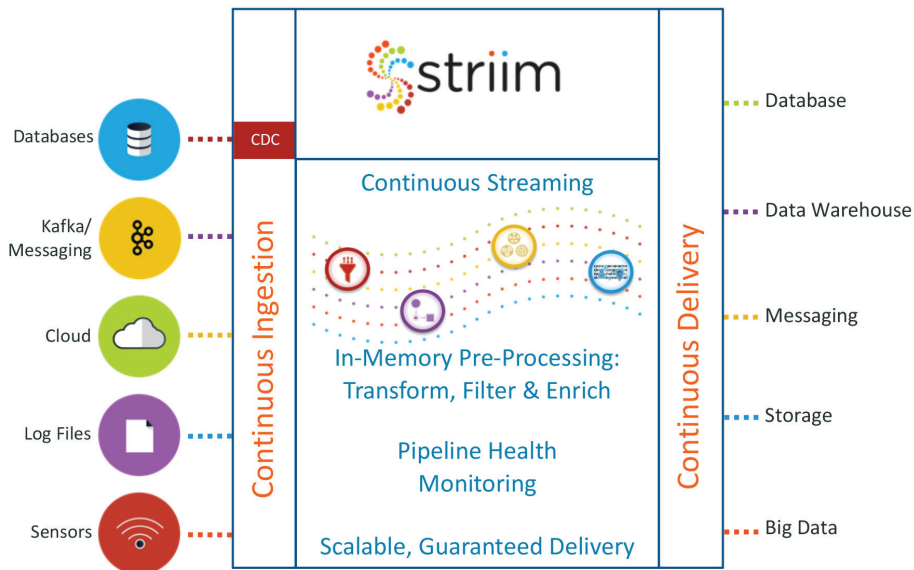 striim
Databases
CDC
Kafka/
Messaging
Cloud
Log Files
Sensors
Continuous Ingestion
Continuous Streaming
In-Memory Pre-Processing:
Transform, Filter & Enrich
Pipeline Health
Monitoring
Scalable, Guaranteed Delivery
Continuous Delivery
Database
Data Warehouse
Messaging
Storage
Big Data